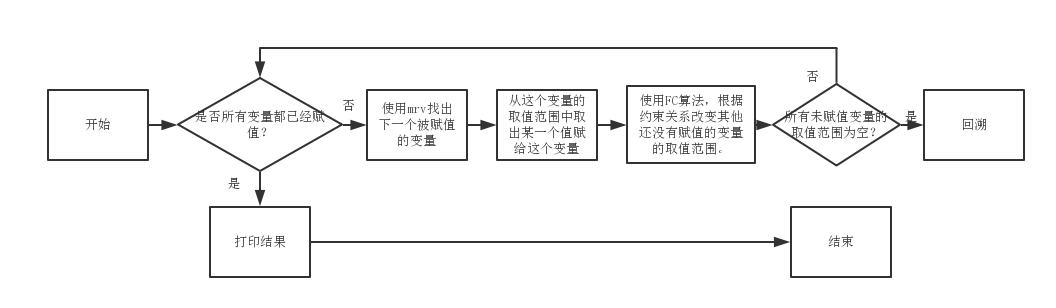 开始
是否所有变量都已经赋
值？
否
使用mrv找出
下一个被赋值
的变量
从这个变量的
取值范围中取
出某一个值赋
给这个变量
使用FC算法，根据
约束关系改变其他
还没有赋值的变量
的取值范围。
否
所有未赋值变量的
取值范围为空？
是
回溯
是
打印结果
结束